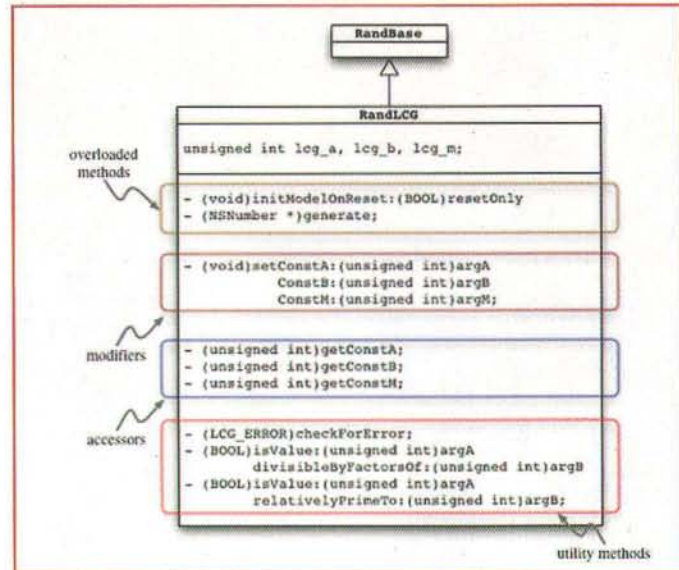 RandBase
RandLCG
unsigned int lcg_a, lcg_b, lcg_m;
overloaded
methods
- (void)initModelOnReset:(BOOL)resetOnly
- (NSNumber *)generate;
- (void)setConstA:(unsigned int)argA
ConstB:(unsigned int)argB
ConstM:(unsigned int)argM;
modifiers
- (unsigned int)getConstA;
- (unsigned int)getConstB;
- (unsigned int)getConstM;
accessors
- (LCG_ERROR)checkForError;
- (BOOL)isValue:(unsigned int)argA
divisibleByFactorsOf:(unsigned int)argB
- (BOOL)isValue:(unsigned int)argA
relativelyPrimeTo:(unsigned int)argB;
utility methods